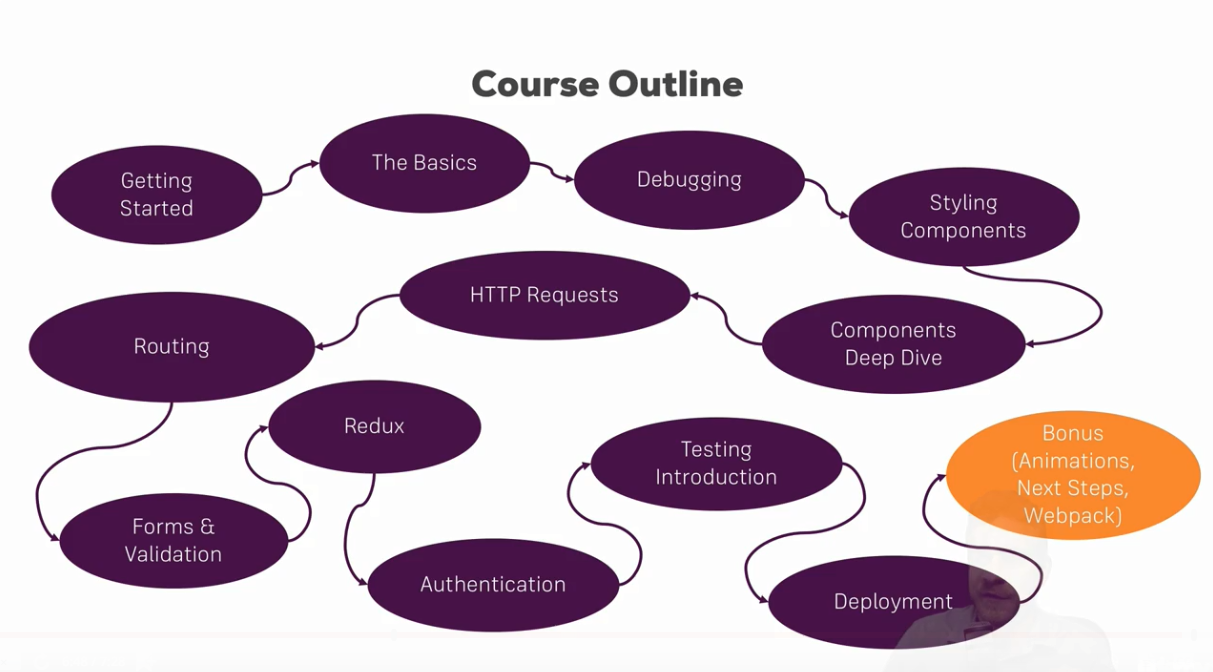 Course Outline
Getting
Started
The Basics
Debugging
Styling
Components
Components
Deep Dive
HTTP Requests
Routing
Forms &
Validation
Redux
Authentication
Testing
Introduction
Deployment
Bonus
(Animations,
Next Steps,
Webpack)